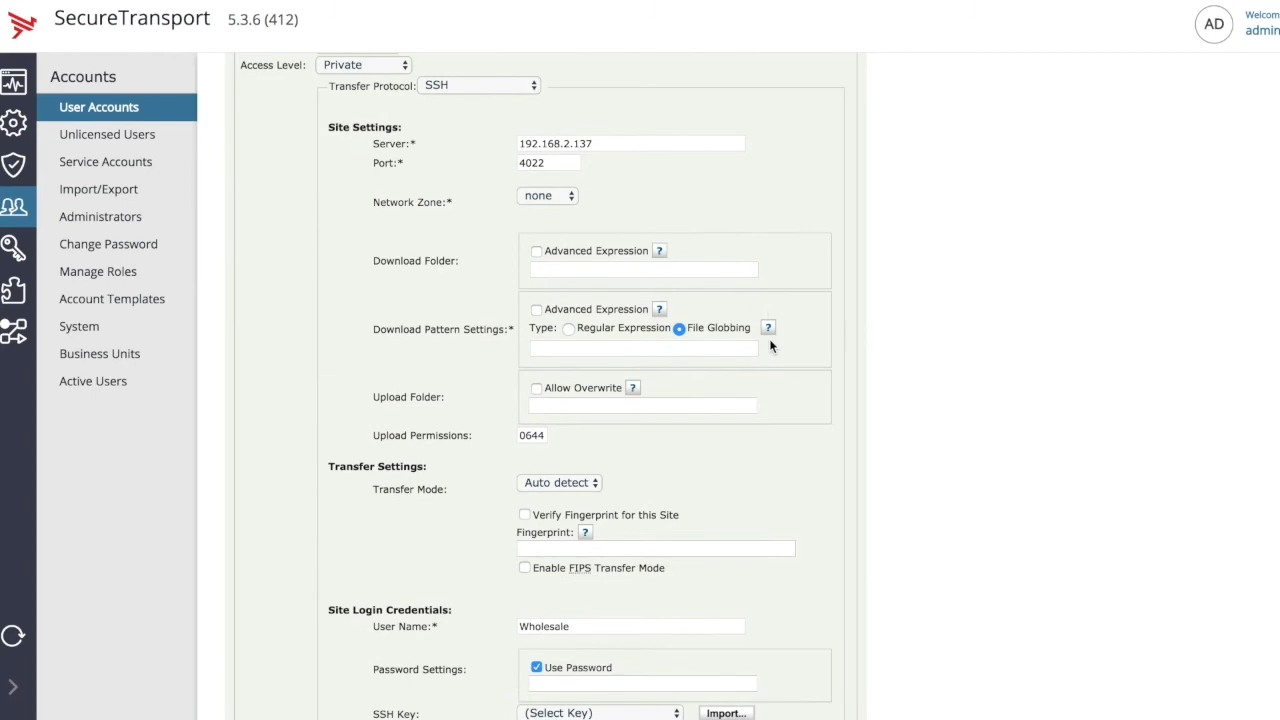 SecureTransport 5.3.6 (412)
AD
Welcom
admin
Accounts
User Accounts
Unlicensed Users
Service Accounts
Import/Export
Administrators
Change Password
Manage Roles
Account Templates
System
Business Units
Active Users
Access Level: Private
Transfer Protocol: SSH
Site Settings:
Server:* 192.168.2.137
Port:* 4022
Network Zone:* none
Advanced Expression ?
Download Folder:
Advanced Expression ?
Download Pattern Settings:* Type: Regular Expression File Globbing ?
Allow Overwrite ?
Upload Folder:
Upload Permissions: 0644
Transfer Settings:
Transfer Mode: Auto detect
Verify Fingerprint for this Site
Fingerprint: ?
Enable FIPS Transfer Mode
Site Login Credentials:
User Name:* Wholesale
Password Settings: Use Password
SSH Key: (Select Key) Import...